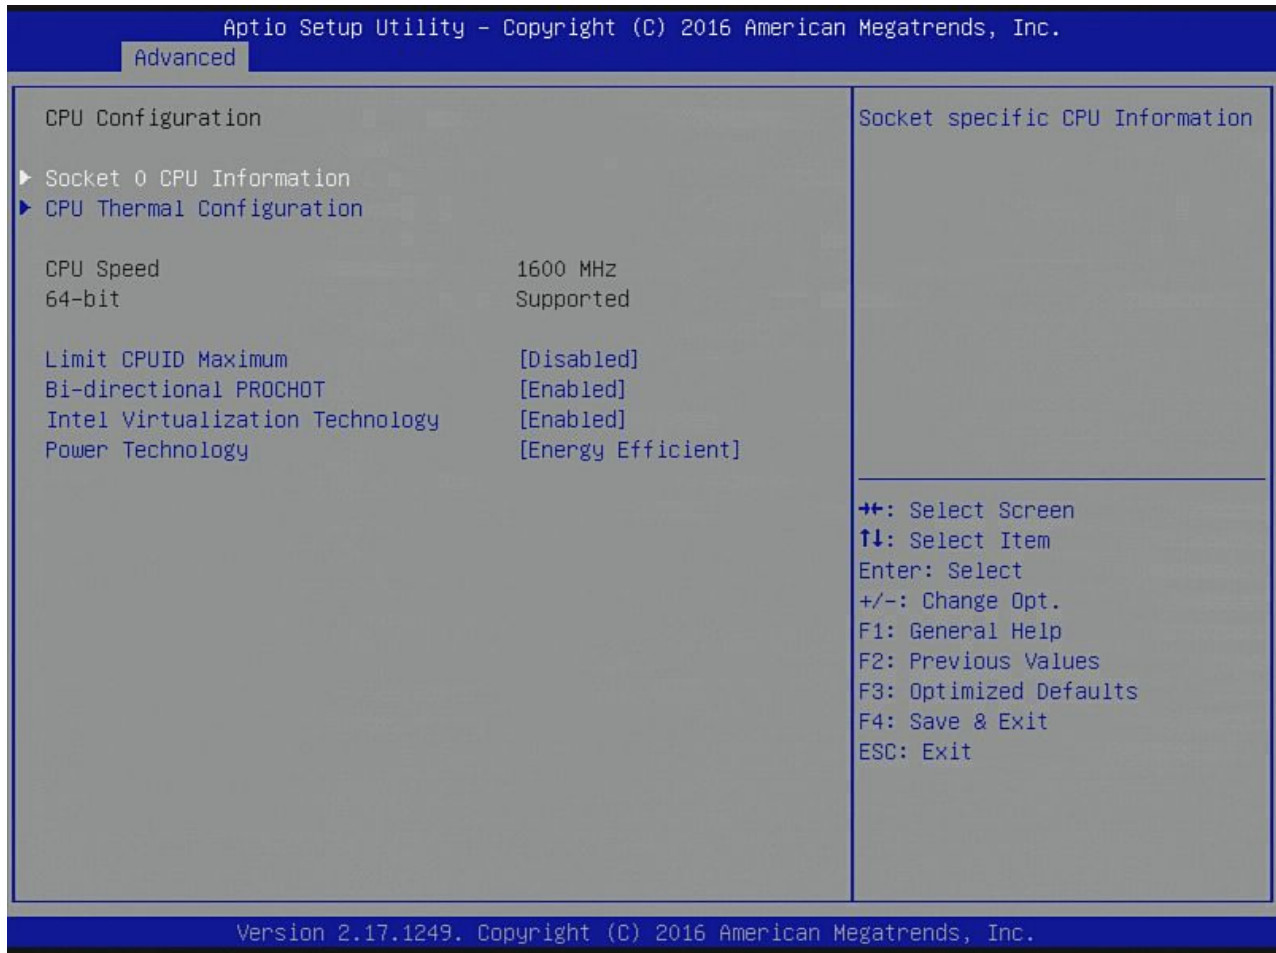 Aptio Setup Utility – Copyright (C) 2016 American Megatrends, Inc.
Advanced
CPU Configuration
Socket 0 CPU Information
CPU Thermal Configuration
CPU Speed 1600 MHz
64-bit Supported
Limit CPUID Maximum [Disabled]
Bi-directional PROCHOT [Enabled]
Intel Virtualization Technology [Enabled]
Power Technology [Energy Efficient]
Socket specific CPU Information
→←: Select Screen
↑↓: Select Item
Enter: Select
+/-: Change Opt.
F1: General Help
F2: Previous Values
F3: Optimized Defaults
F4: Save & Exit
ESC: Exit
Version 2.17.1249. Copyright (C) 2016 American Megatrends, Inc.